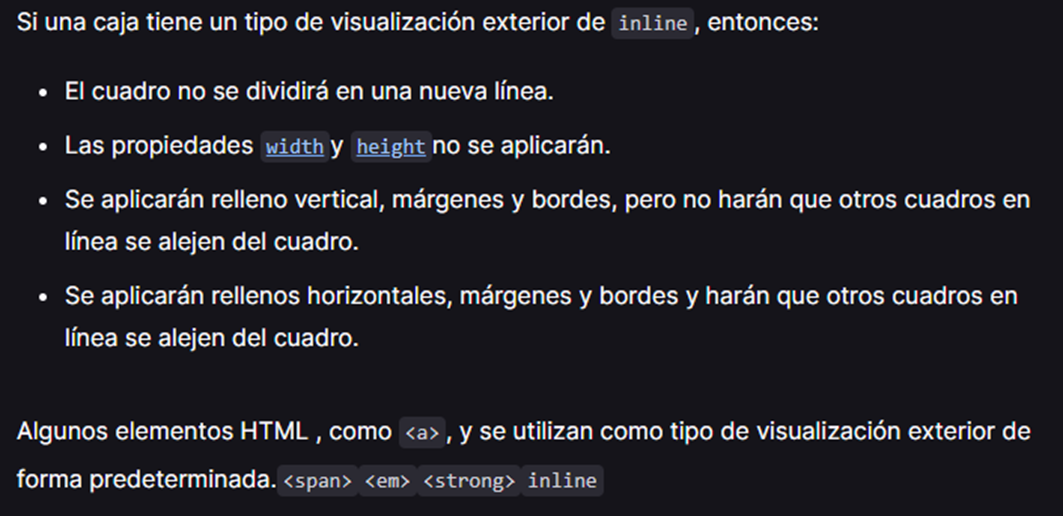 Si una caja tiene un tipo de visualización exterior de inline, entonces:
• El cuadro no se dividirá en una nueva línea.
• Las propiedades width y height no se aplicarán.
• Se aplicarán relleno vertical, márgenes y bordes, pero no harán que otros cuadros en
línea se alejen del cuadro.
• Se aplicarán rellenos horizontales, márgenes y bordes y harán que otros cuadros en
línea se alejen del cuadro.
Algunos elementos HTML , como <a>, y se utilizan como tipo de visualización exterior de
forma predeterminada. <span> <em> <strong> inline